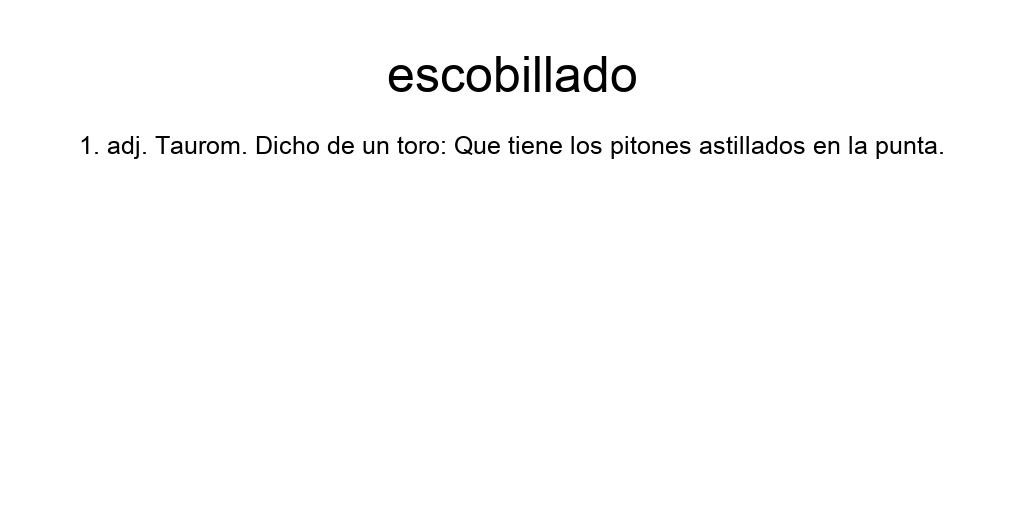 escobillado
1. adj. Taurom. Dicho de un toro: Que tiene los pitones astillados en la punta.